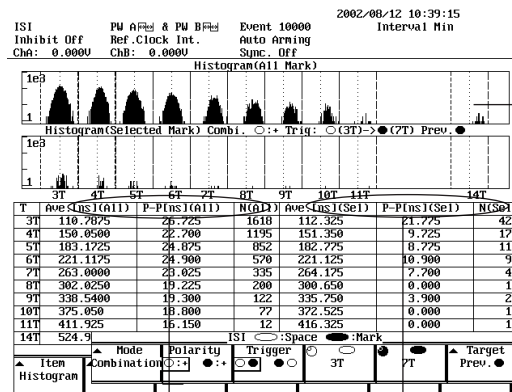 2002/08/12 10:39:15
ISI PW A & PW B Event 10000 Interval Min
Inhibit Off Ref.Clock Int. Auto Arming
ChA: 0.000V ChB: 0.000V Sync. Off
Histogram(All Mark)
1e3
1
Histogram(Selected Mark) Combi. ○:+ Trig: ○(3T)->●(7T) Prev.●
1e3
1
3T 4T 5T 6T 7T 8T 9T 10T 11T 14T
T Ave[ns](All) P-P[ns](All) N(All) Ave[ns](Sel) P-P[ns](Sel) N(Sel
3T 110.7875 26.725 1618 112.325 21.775 42
4T 150.0500 22.700 1195 151.350 9.725 17
5T 183.1725 24.875 852 182.775 8.775 11
6T 221.1175 24.900 570 221.125 10.900 9
7T 263.0000 23.025 335 264.175 7.700 4
8T 302.0250 19.225 200 300.650 0.000 1
9T 338.5400 19.300 122 335.750 3.900 2
10T 375.050 18.800 77 372.525 0.000 1
11T 411.925 16.150 12 416.325 0.000 1
14T 524.9
ISI ○:Space ●:Mark
▲ Item Histogram
▲ Mode Combination
Polarity ○:+ ●:+
Trigger
3T
7T
▲ Target Prev.●